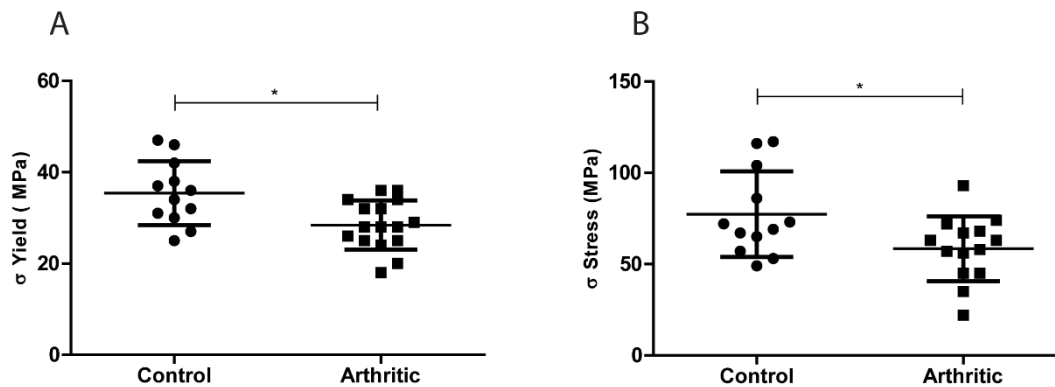 A
60
40
20
0
σ Yield ( MPa)
*
Control
Arthritic
B
150
100
50
0
σ Stress (MPa)
*
Control
Arthritic